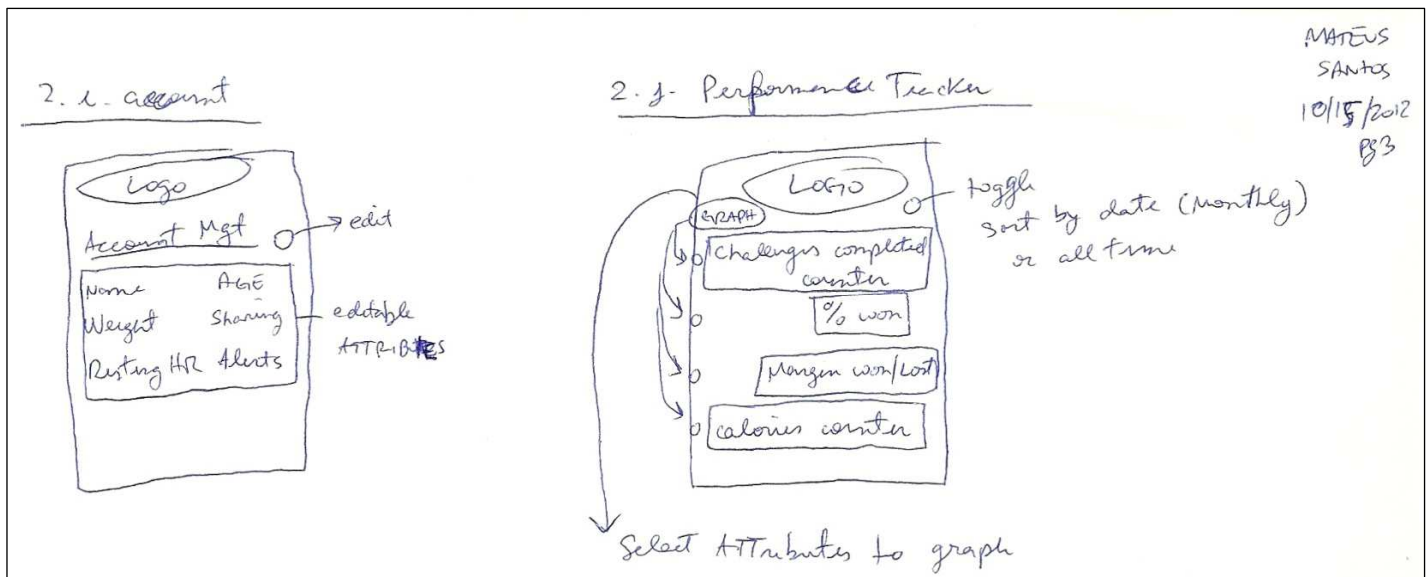 MATEUS
SANTOS
10/15/2012
pg3
2. i. account
Logo
Account Mgt
edit
Name AGE
Weight Sharing
Resting HR Alerts
editable
ATTRIBTES
2. j. Performance Tracker
LOGO
GRAPH
toggle
sort by date (monthly)
or all time
Challenges completed
counter
% won
Margin won/Lost
calories counter
Select ATTributes to graph